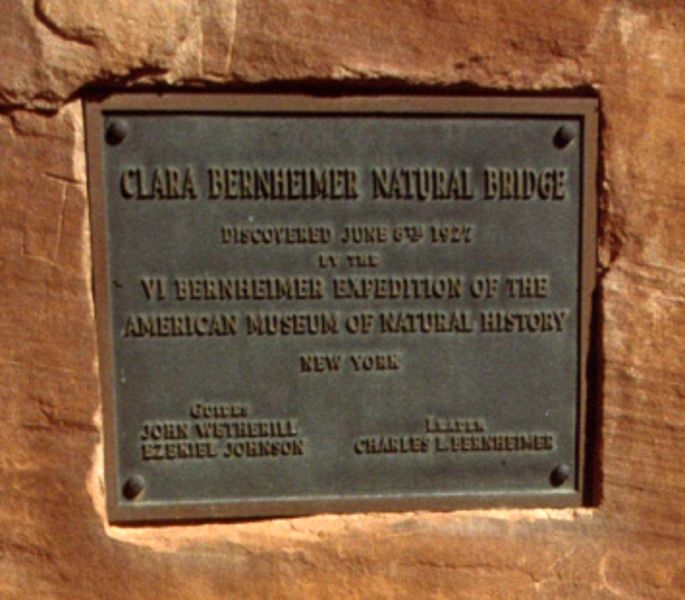 CLARA BERNHEIMER NATURAL BRIDGE
DISCOVERED JUNE 8TH 1927
BY THE
VI BERNHEIMER EXPEDITION OF THE
AMERICAN MUSEUM OF NATURAL HISTORY
NEW YORK
GUIDES
JOHN WETHERILL
EZEKIEL JOHNSON
LEADER
CHARLES L. BERNHEIMER